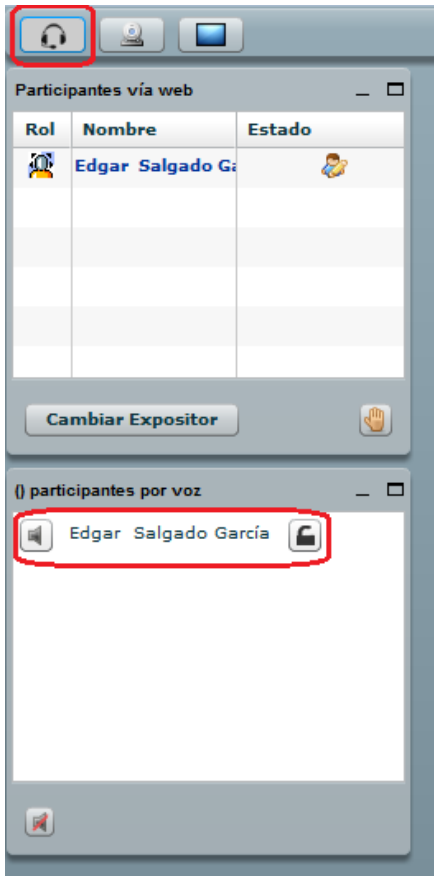 Participantes vía web
Rol Nombre Estado
Edgar Salgado Ga
Cambiar Expositor
() participantes por voz
Edgar Salgado García